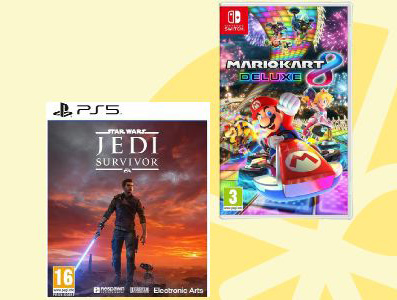 PS5
STAR WARS
JEDI
SURVIVOR
16
Electronic Arts
NINTENDO
SWITCH
MARIOKART 8
DELUXE
3